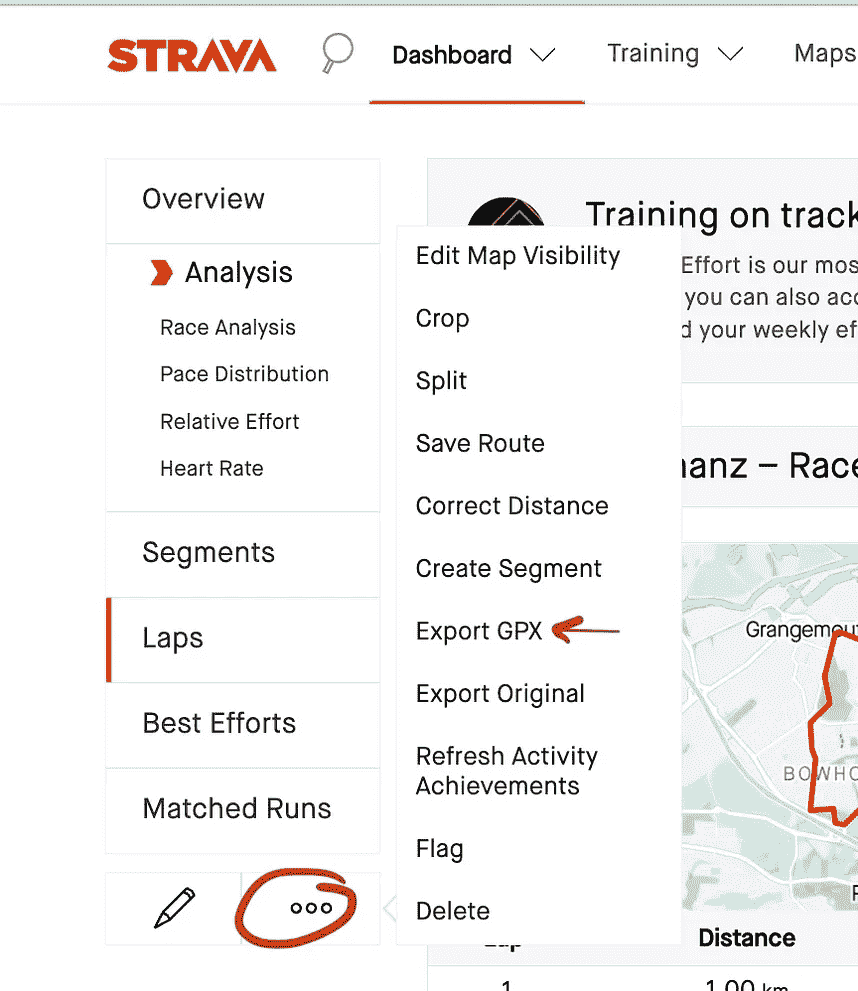 STRAVA
Dashboard
Training
Maps
Overview
Analysis
Race Analysis
Pace Distribution
Relative Effort
Heart Rate
Segments
Laps
Best Efforts
Matched Runs
Edit Map Visibility
Crop
Split
Save Route
Correct Distance
Create Segment
Export GPX
Export Original
Refresh Activity
Achievements
Flag
Delete
Training on track
Effort is our mos
you can also acc
d your weekly ef
anz – Race
Grangemou
BOWHO
Lap
Distance
1
1.00 km